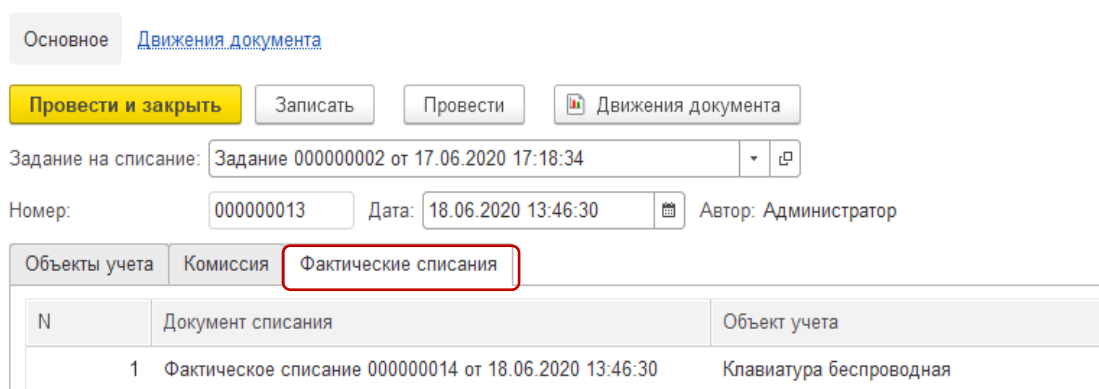 Основное Движения документа
Провести и закрыть Записать Провести Движения документа
Задание на списание: Задание 000000002 от 17.06.2020 17:18:34
Номер: 000000013 Дата: 18.06.2020 13:46:30 Автор: Администратор
Объекты учета Комиссия Фактические списания
N Документ списания Объект учета
1 Фактическое списание 000000014 от 18.06.2020 13:46:30 Клавиатура беспроводная